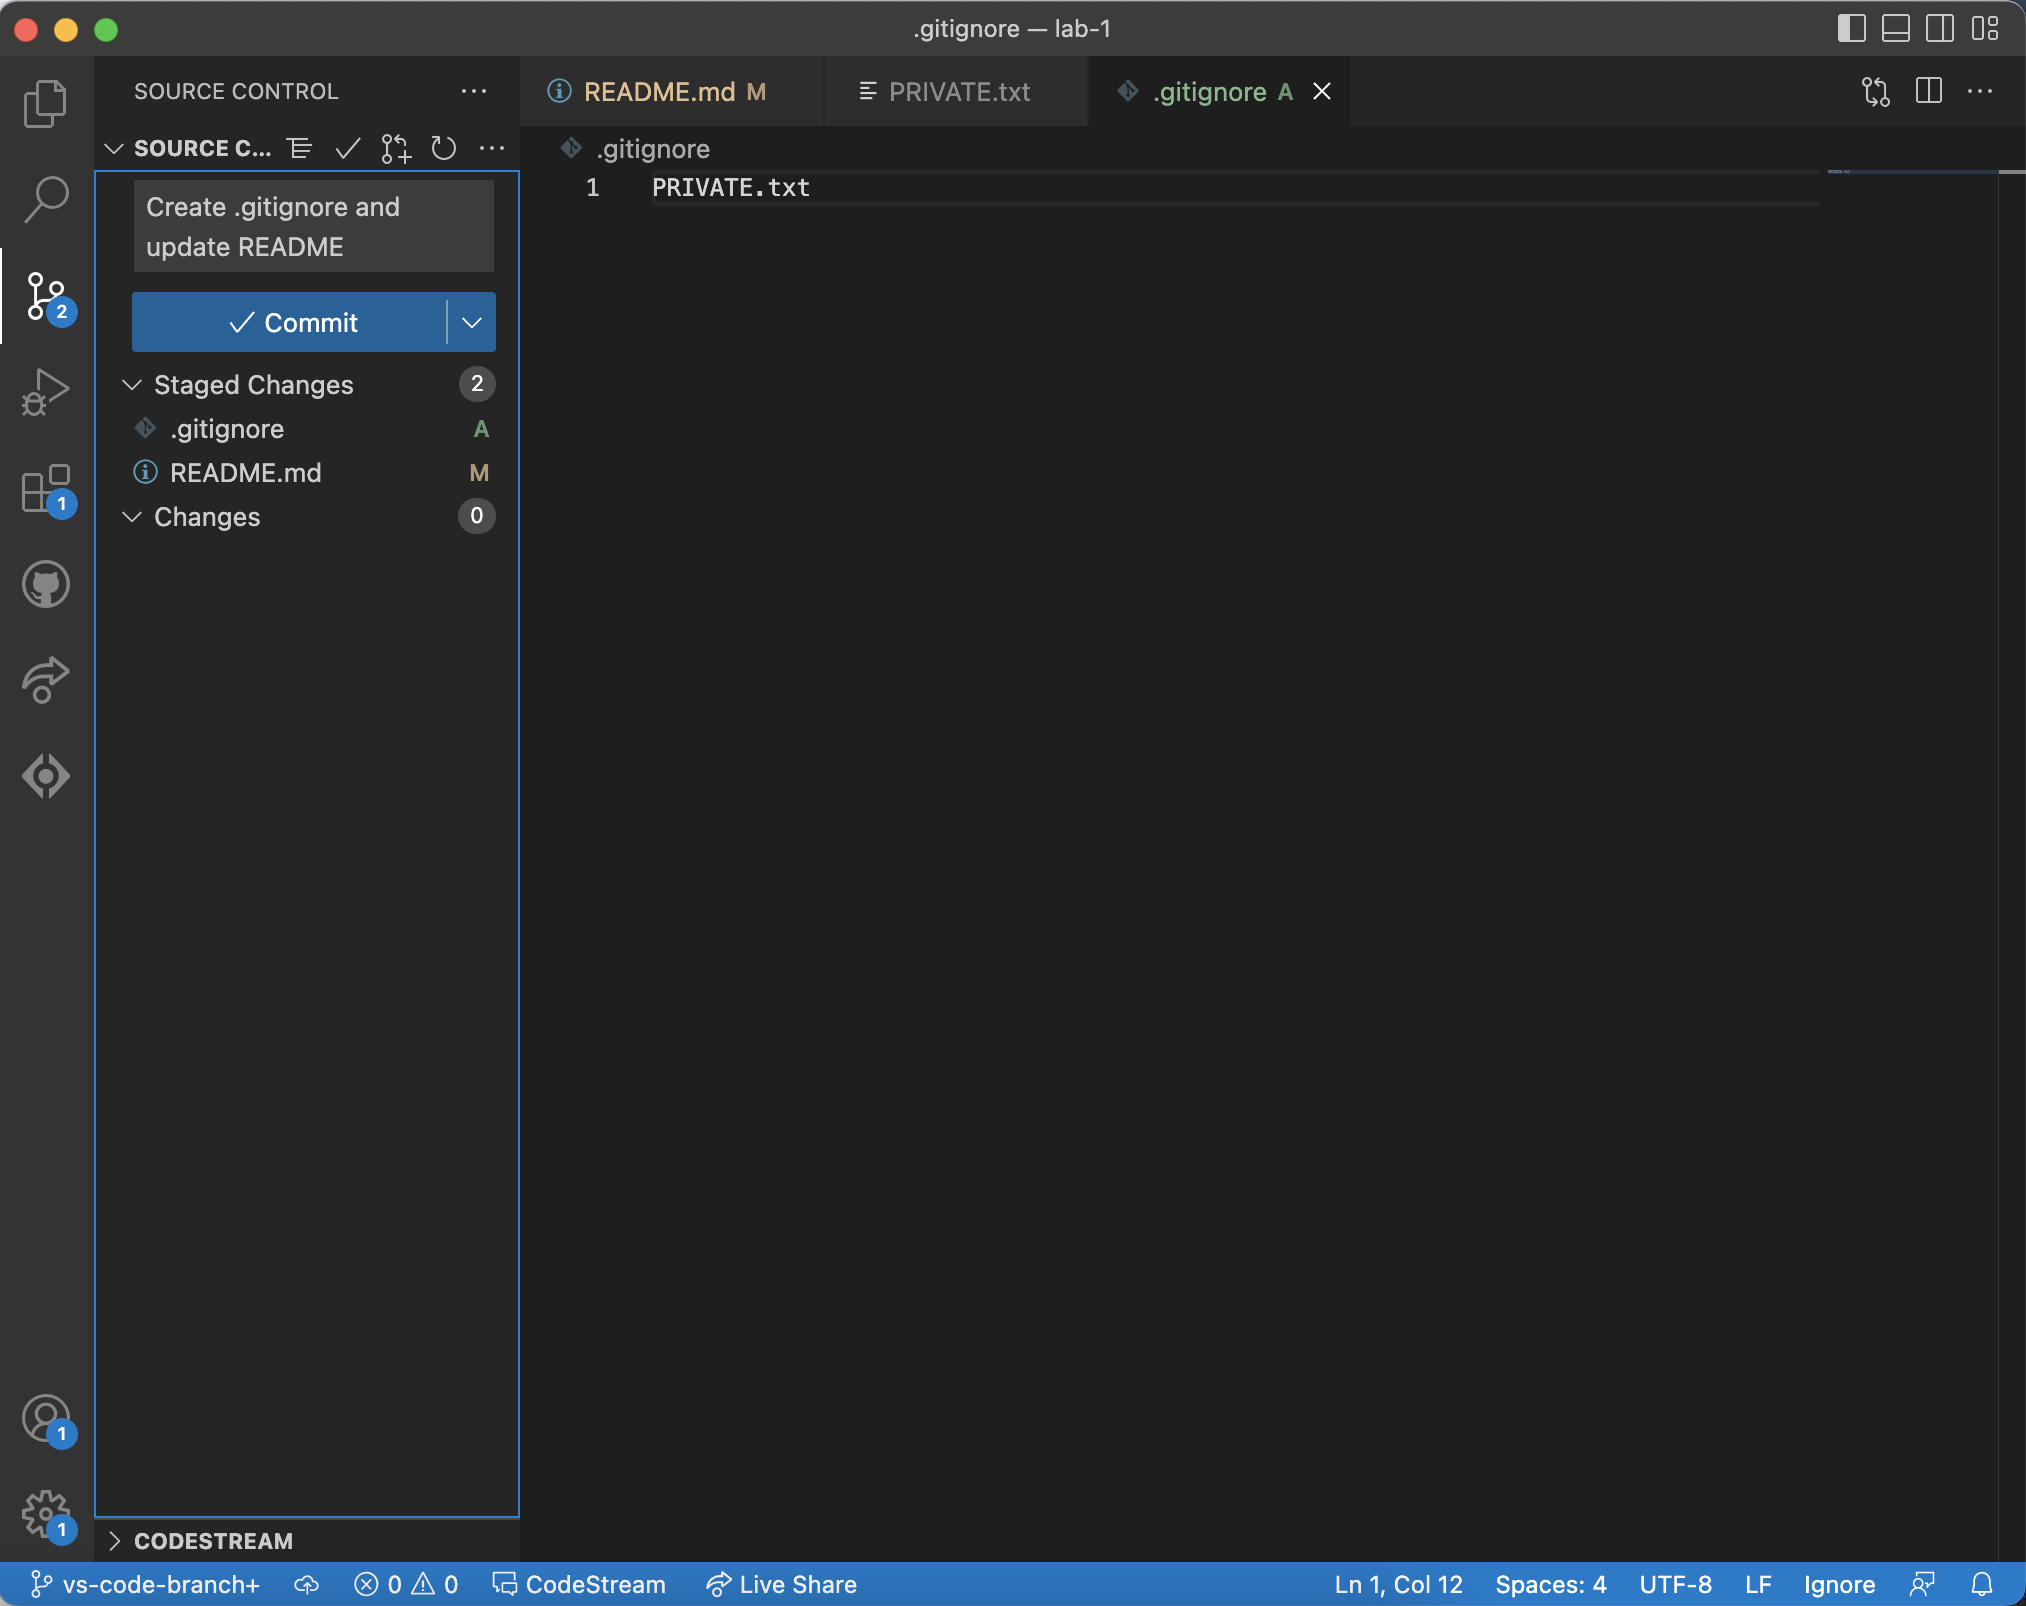 .gitignore — lab-1
SOURCE CONTROL
README.md M
PRIVATE.txt
.gitignore A
SOURCE C...
.gitignore
1 PRIVATE.txt
Create .gitignore and
update README
2
Commit
Staged Changes 2
.gitignore A
README.md M
1
Changes 0
1
1
CODESTREAM
vs-code-branch+ 0 0 CodeStream Live Share Ln 1, Col 12 Spaces: 4 UTF-8 LF Ignore